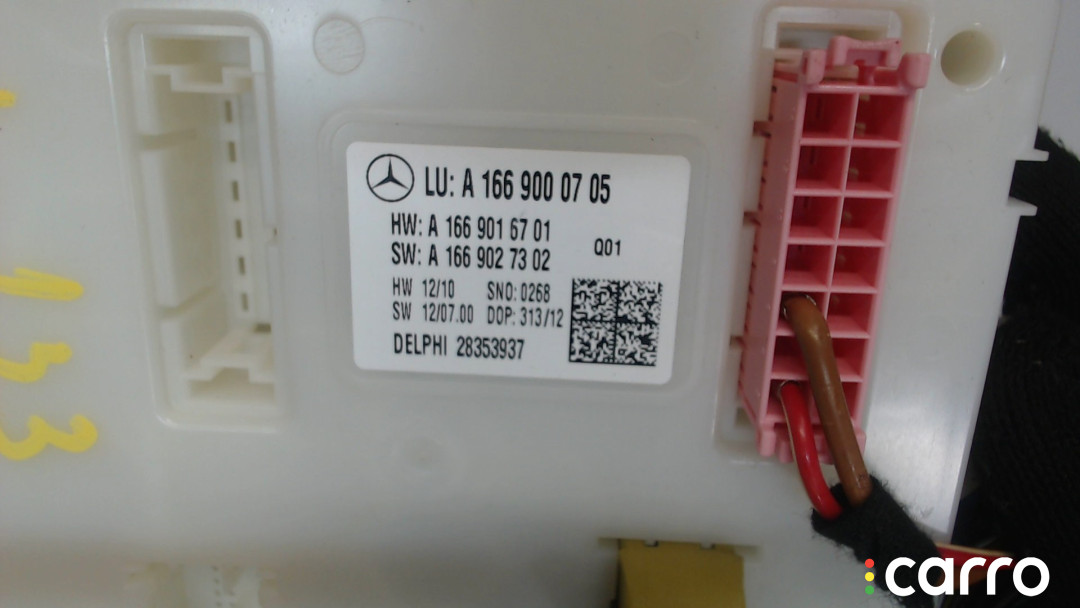 LU: A 166 900 07 05
HW: A 166 901 67 01
SW: A 166 902 73 02
Q01
HW 12/10 SNO: 0268
SW 12/07.00 DOP: 313/12
DELPHI 28353937
133
carro